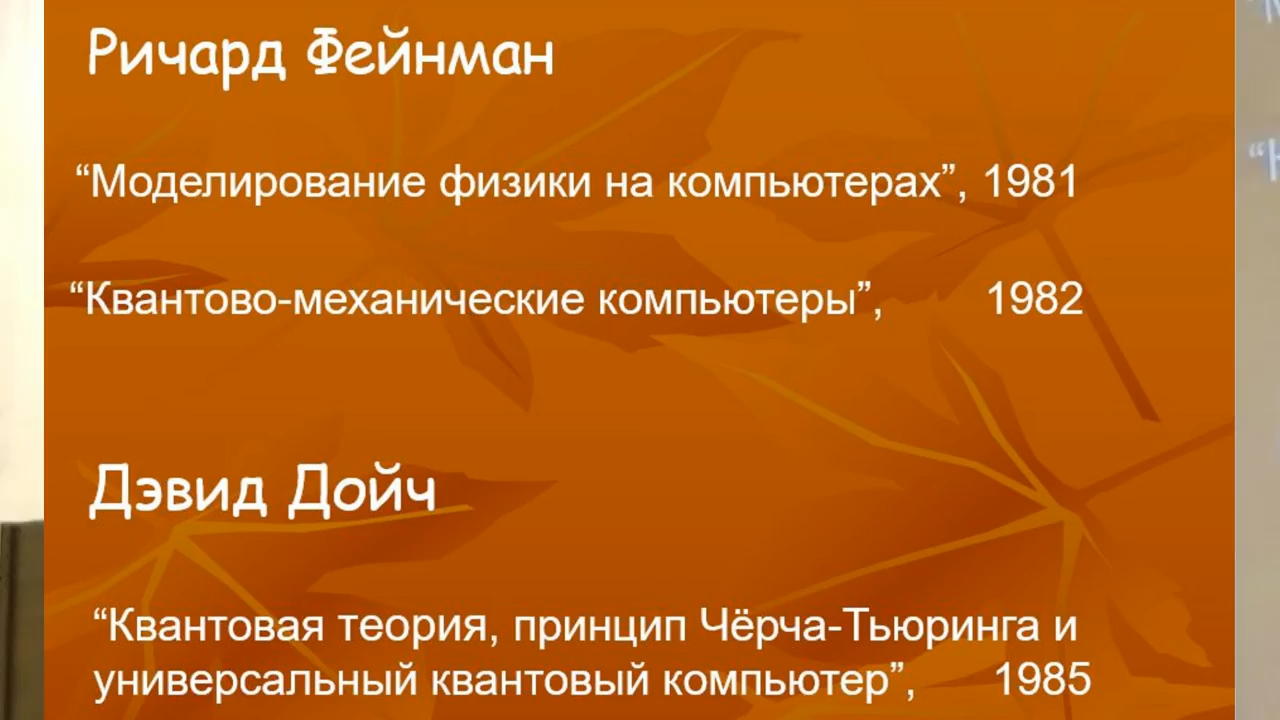 Ричард Фейнман
“Моделирование физики на компьютерах”, 1981
“Квантово-механические компьютеры”, 1982
Дэвид Дойч
“Квантовая теория, принцип Чёрча-Тьюринга и
универсальный квантовый компьютер”, 1985